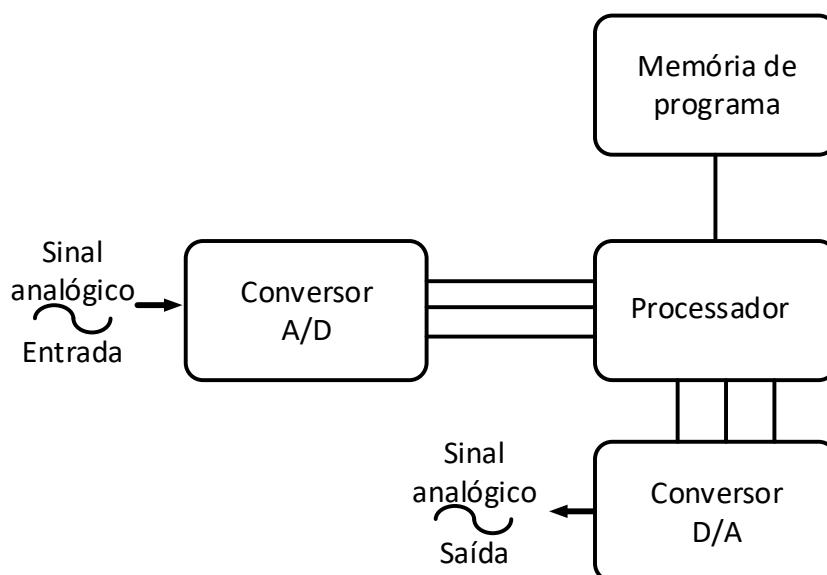 Memória de
programa
Sinal
analógico
Entrada
Conversor
A/D
Processador
Sinal
analógico
Saída
Conversor
D/A